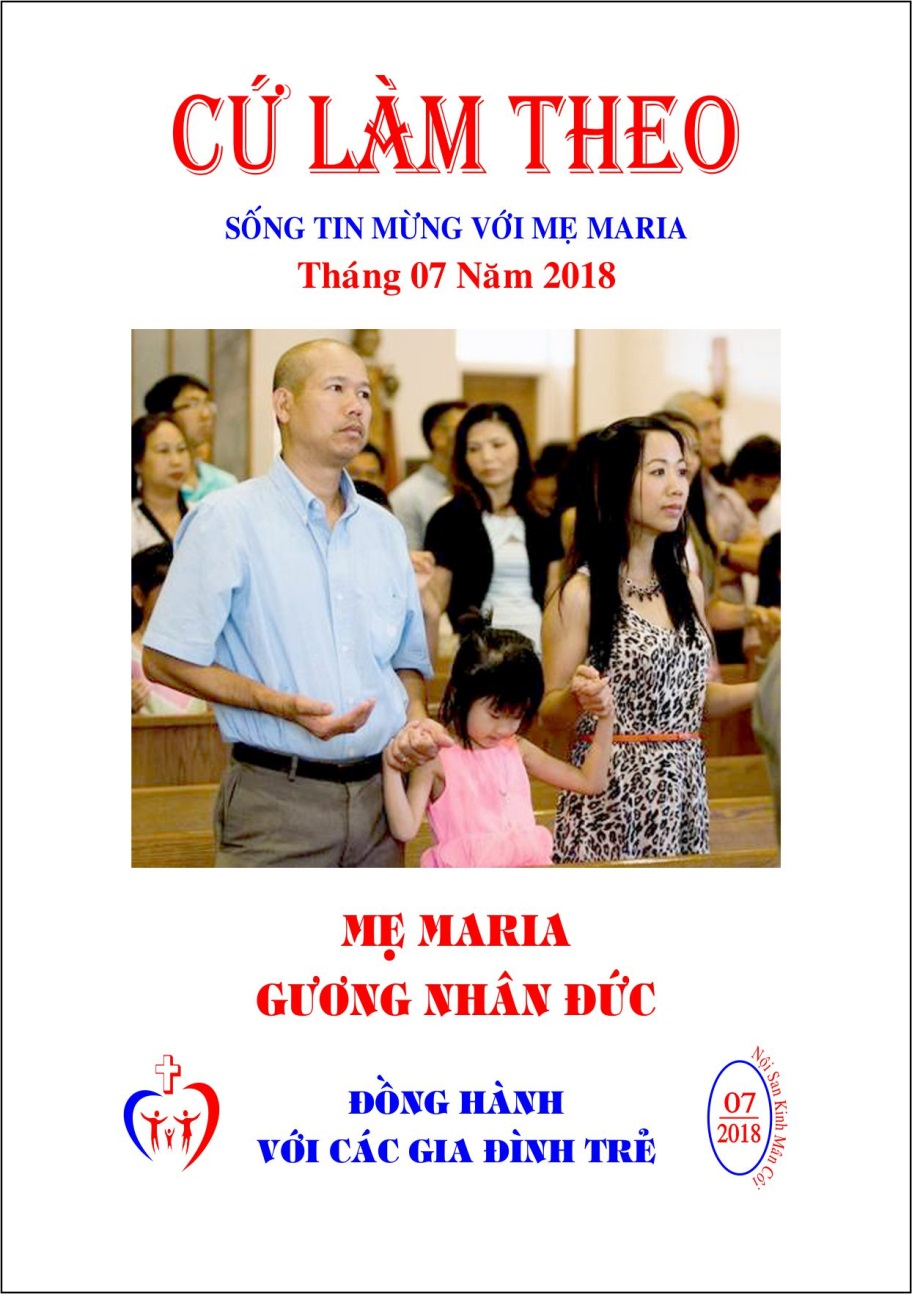 CỨ LÀM THEO
SỐNG TIN MỪNG VỚI MẸ MARIA
Tháng 07 Năm 2018
MẸ MARIA
GƯƠNG NHÂN ĐỨC
ĐỒNG HÀNH
VỚI CÁC GIA ĐÌNH TRẺ
07
2018
Nội San Kinh Mân Côi